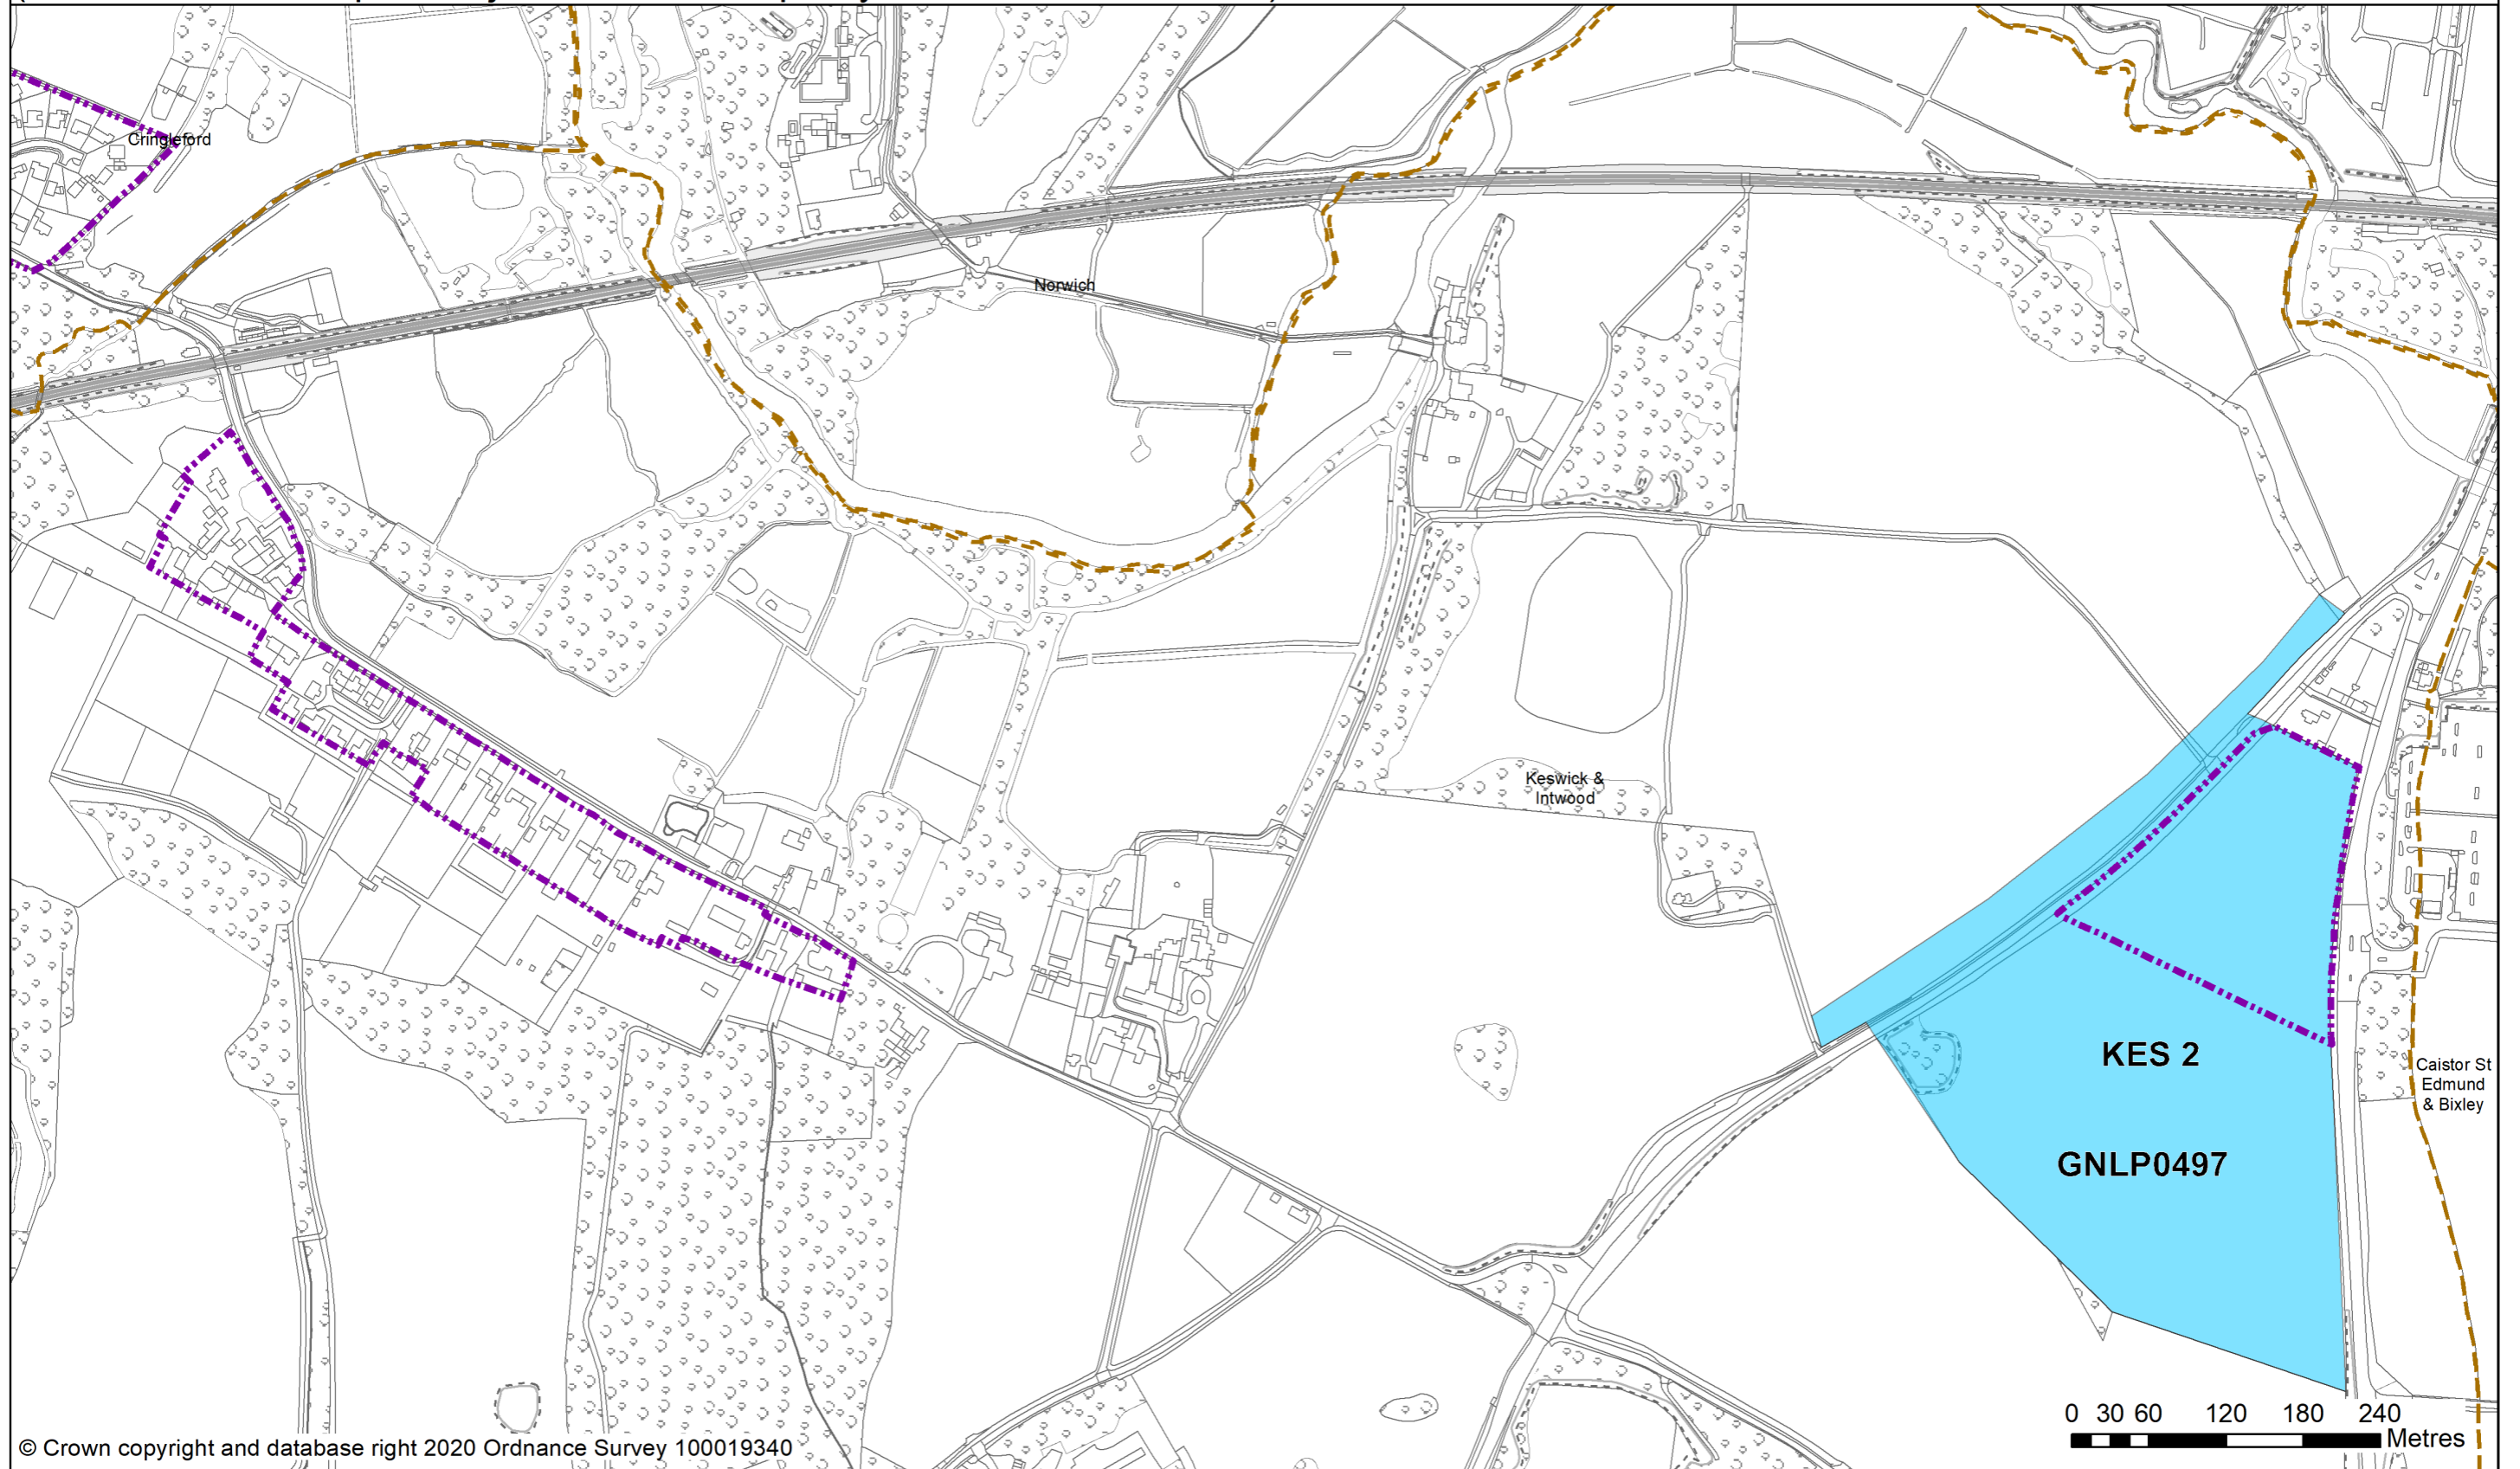 Cringleford
Norwich
Keswick &
Intwood
KES 2
Caistor St
Edmund
& Bixley
GNLP0497
0 30 60 120 180 240
Metres
© Crown copyright and database right 2020 Ordnance Survey 100019340